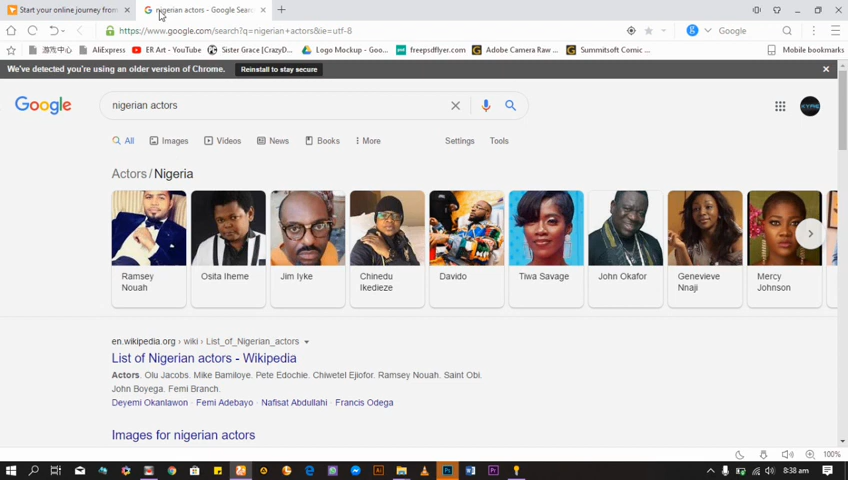 Start your online journey from
nigerian actors - Google Sear
https://www.google.com/search?q=nigerian+actors&ie=utf-8
Google
游戏中心
AliExpress
ER Art - YouTube
Sister Grace (CrazyD...
Linkage Map - Goo...
freepsdflyer.com
Adobe Camera Raw ...
Summitsoft Comic ...
Mobile bookmarks
We've detected you're using an older version of Chrome.
Reinstall to stay secure
Google
nigerian actors
All
Images
Videos
News
Books
More
Settings
Tools
Actors / Nigeria
Ramsey
Nouah
Osita Iheme
Jim Iyke
Chinedu
Ikedieze
Davido
Tiwa Savage
John Okafor
Genevieve
Nnaji
Mercy
Johnson
en.wikipedia.org › wiki › List_of_Nigerian_actors
List of Nigerian actors - Wikipedia
Actors. Olu Jacobs. Mike Bamiloye. Pete Edochie. Chiwetel Ejiofor. Ramsey Nouah. Saint Obi.
John Boyega. Femi Branch.
Deyemi Okanlawon · Femi Adebayo · Nafisat Abdullahi · Francis Odega
Images for nigerian actors
100%
8:38 am